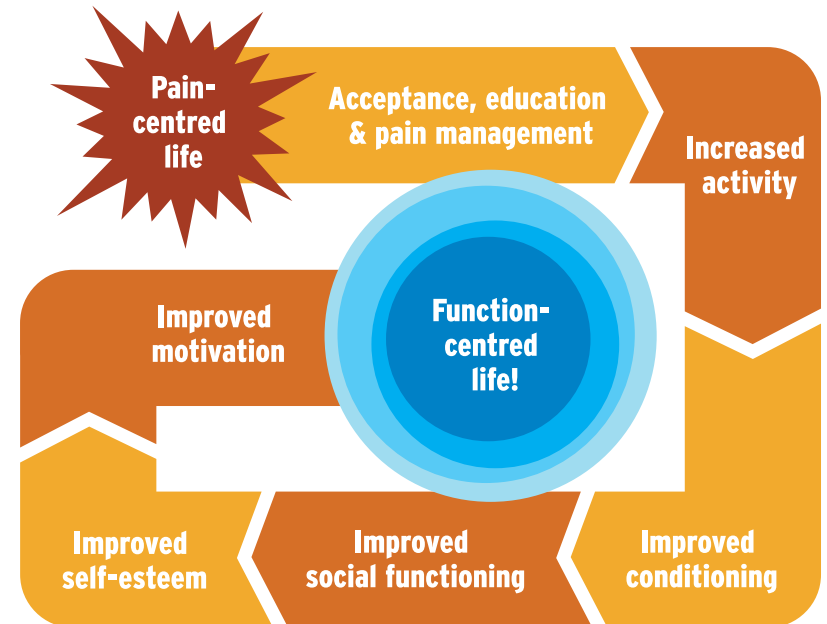 Pain-
centred
life
Acceptance, education
& pain management
Increased
activity
Improved
conditioning
Improved
social functioning
Improved
self-esteem
Improved
motivation
Function-
centred
life!